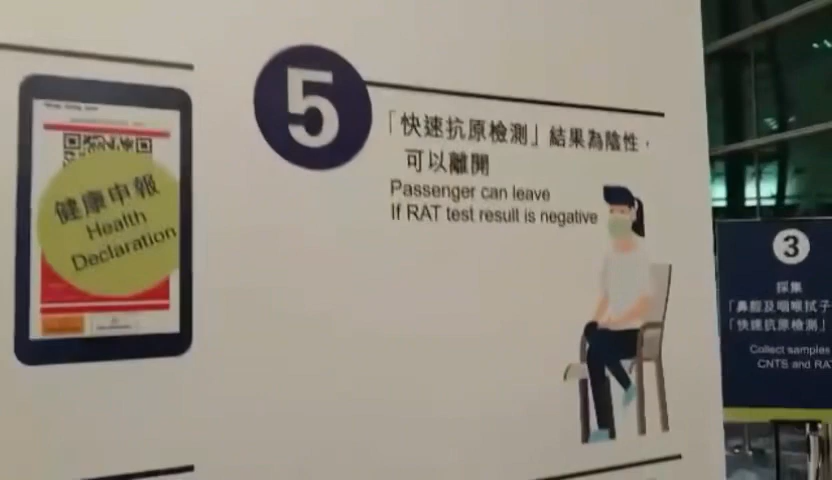 健康申報
Health
Declaration
5
「快速抗原檢測」結果為陰性，
可以離開
Passenger can leave
If RAT test result is negative
3
採集
「鼻腔及咽喉拭子
「快速抗原檢測」
Collect samples
CNTS and RAT